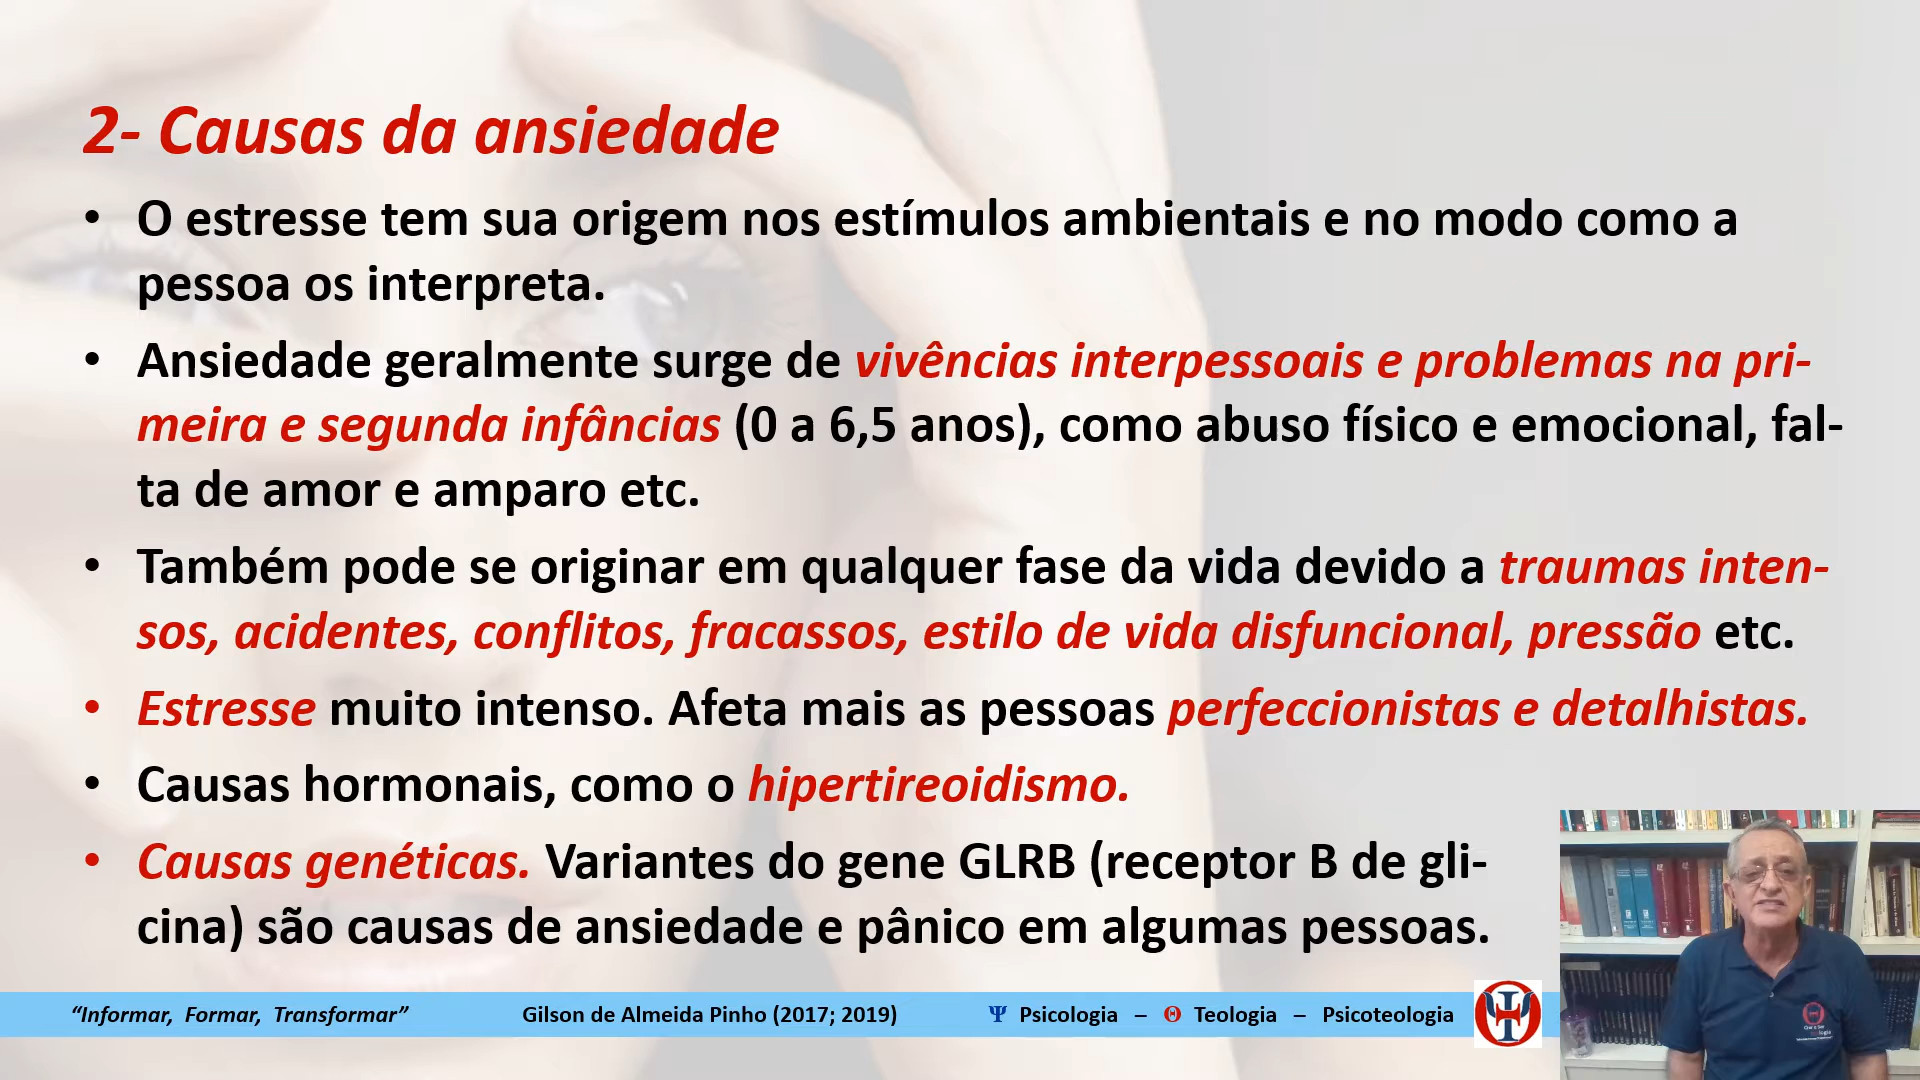 2- Causas da ansiedade
• O estresse tem sua origem nos estímulos ambientais e no modo como a
pessoa os interpreta.
• Ansiedade geralmente surge de vivências interpessoais e problemas na pri-
meira e segunda infâncias (0 a 6,5 anos), como abuso físico e emocional, fal-
ta de amor e amparo etc.
• Também pode se originar em qualquer fase da vida devido a traumas inten-
sos, acidentes, conflitos, fracassos, estilo de vida disfuncional, pressão etc.
• Estresse muito intenso. Afeta mais as pessoas perfeccionistas e detalhistas.
• Causas hormonais, como o hipertireoidismo.
• Causas genéticas. Variantes do gene GLRB (receptor B de gli-
cina) são causas de ansiedade e pânico em algumas pessoas.
“Informar, Formar, Transformar” Gilson de Almeida Pinho (2017; 2019) Ψ Psicologia – Θ Teologia – Psicoteologia